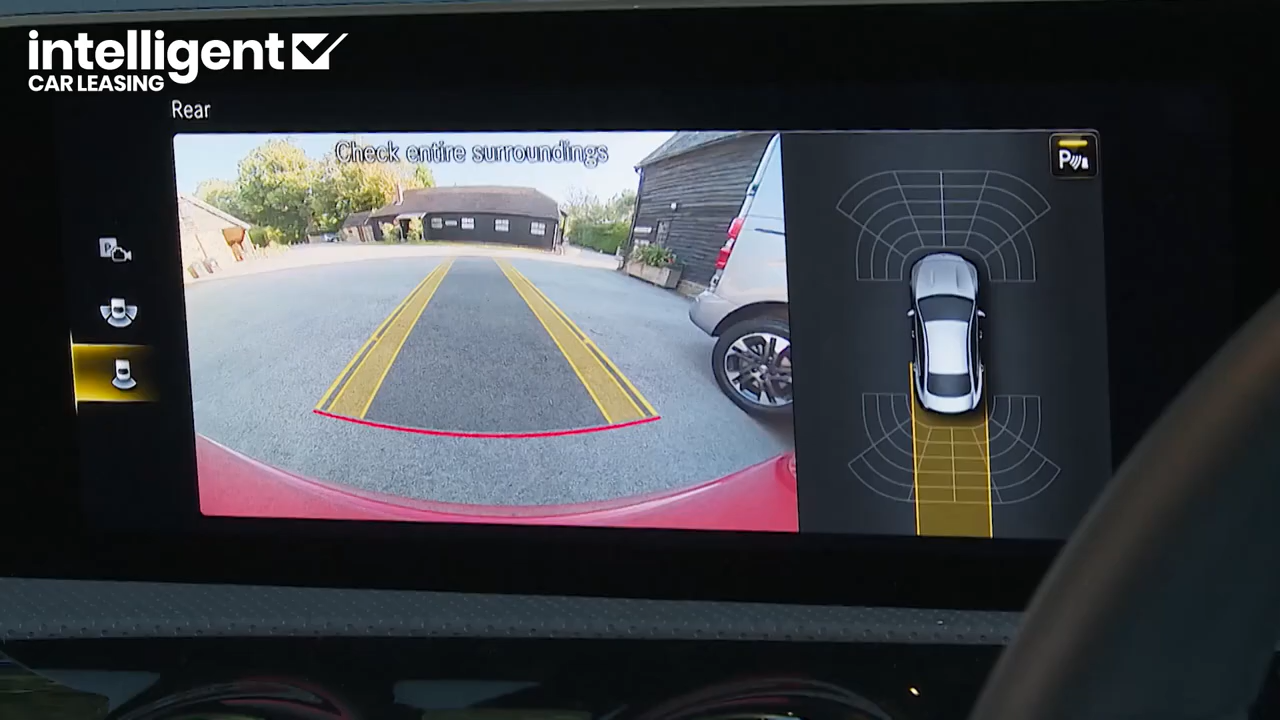 intelligent
CAR LEASING
Rear
Check entire surroundings
P
P